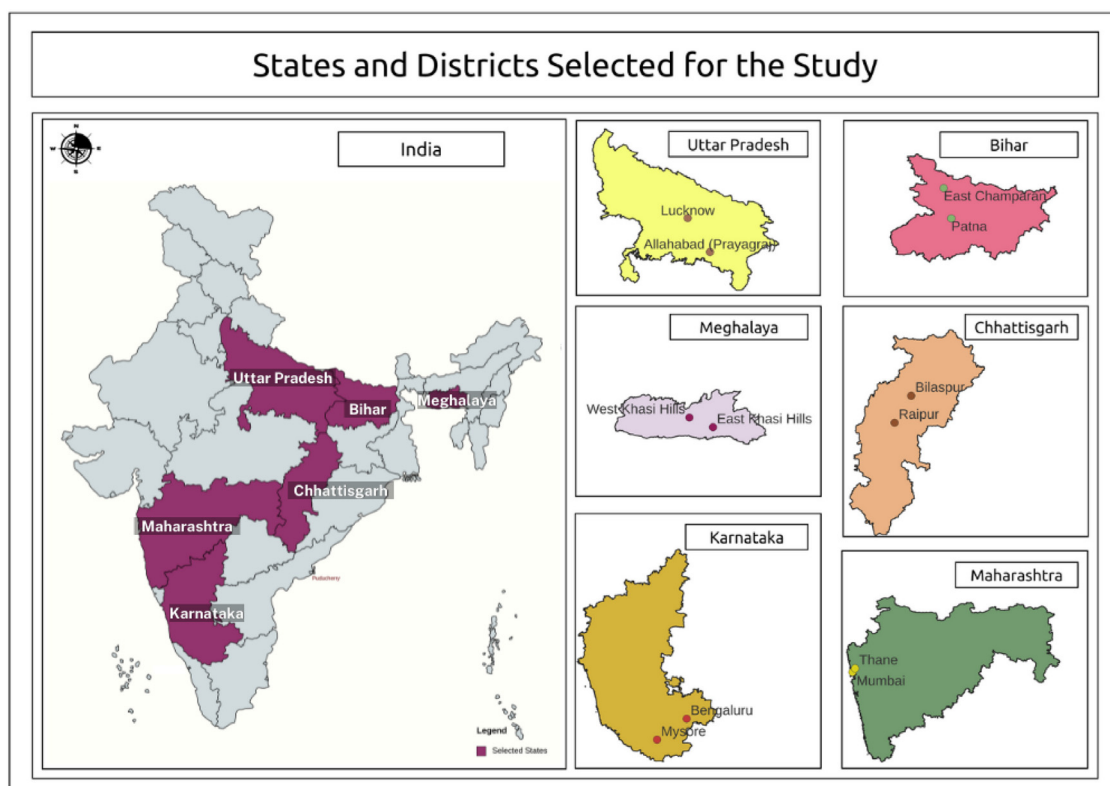 States and Districts Selected for the Study
N
W
E
S
India
Uttar Pradesh
Bihar
Meghalaya
Chhattisgarh
Maharashtra
Karnataka
Puducherry
Legend
Selected States
Uttar Pradesh
Lucknow
Allahabad (Prayagraj)
Bihar
East Champaran
Patna
Meghalaya
West Khasi Hills
East Khasi Hills
Chhattisgarh
Bilaspur
Raipur
Karnataka
Bengaluru
Mysore
Maharashtra
Thane
Mumbai